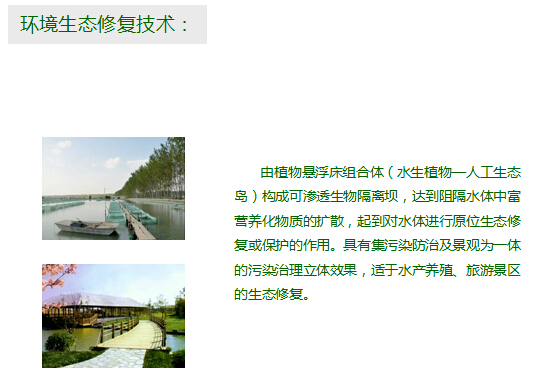 环境生态修复技术：
由植物悬浮床组合体（水生植物—人工生态
岛）构成可渗透生物隔离坝，达到阻隔水体中富
营养化物质的扩散，起到对水体进行原位生态修
复或保护的作用。具有集污染防治及景观为一体
的污染治理立体效果，适于水产养殖、旅游景区
的生态修复。